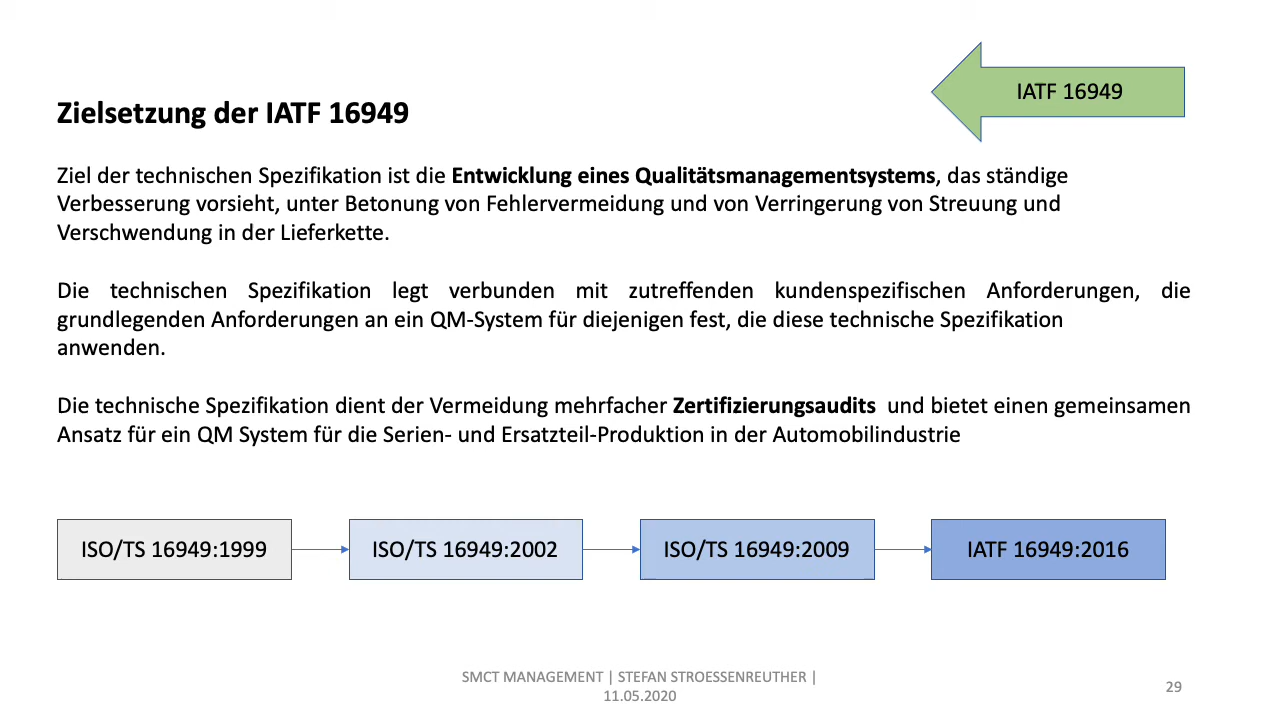 IATF 16949
Zielsetzung der IATF 16949
Ziel der technischen Spezifikation ist die Entwicklung eines Qualitätsmanagementsystems, das ständige
Verbesserung vorsieht, unter Betonung von Fehlervermeidung und von Verringerung von Streuung und
Verschwendung in der Lieferkette.
Die technischen Spezifikation legt verbunden mit zutreffenden kundenspezifischen Anforderungen, die
grundlegenden Anforderungen an ein QM-System für diejenigen fest, die diese technische Spezifikation
anwenden.
Die technische Spezifikation dient der Vermeidung mehrfacher Zertifizierungsaudits und bietet einen gemeinsamen
Ansatz für ein QM System für die Serien- und Ersatzteil-Produktion in der Automobilindustrie
ISO/TS 16949:1999
ISO/TS 16949:2002
ISO/TS 16949:2009
IATF 16949:2016
SMCT MANAGEMENT | STEFAN STROESSENREUTHER |
11.05.2020
29